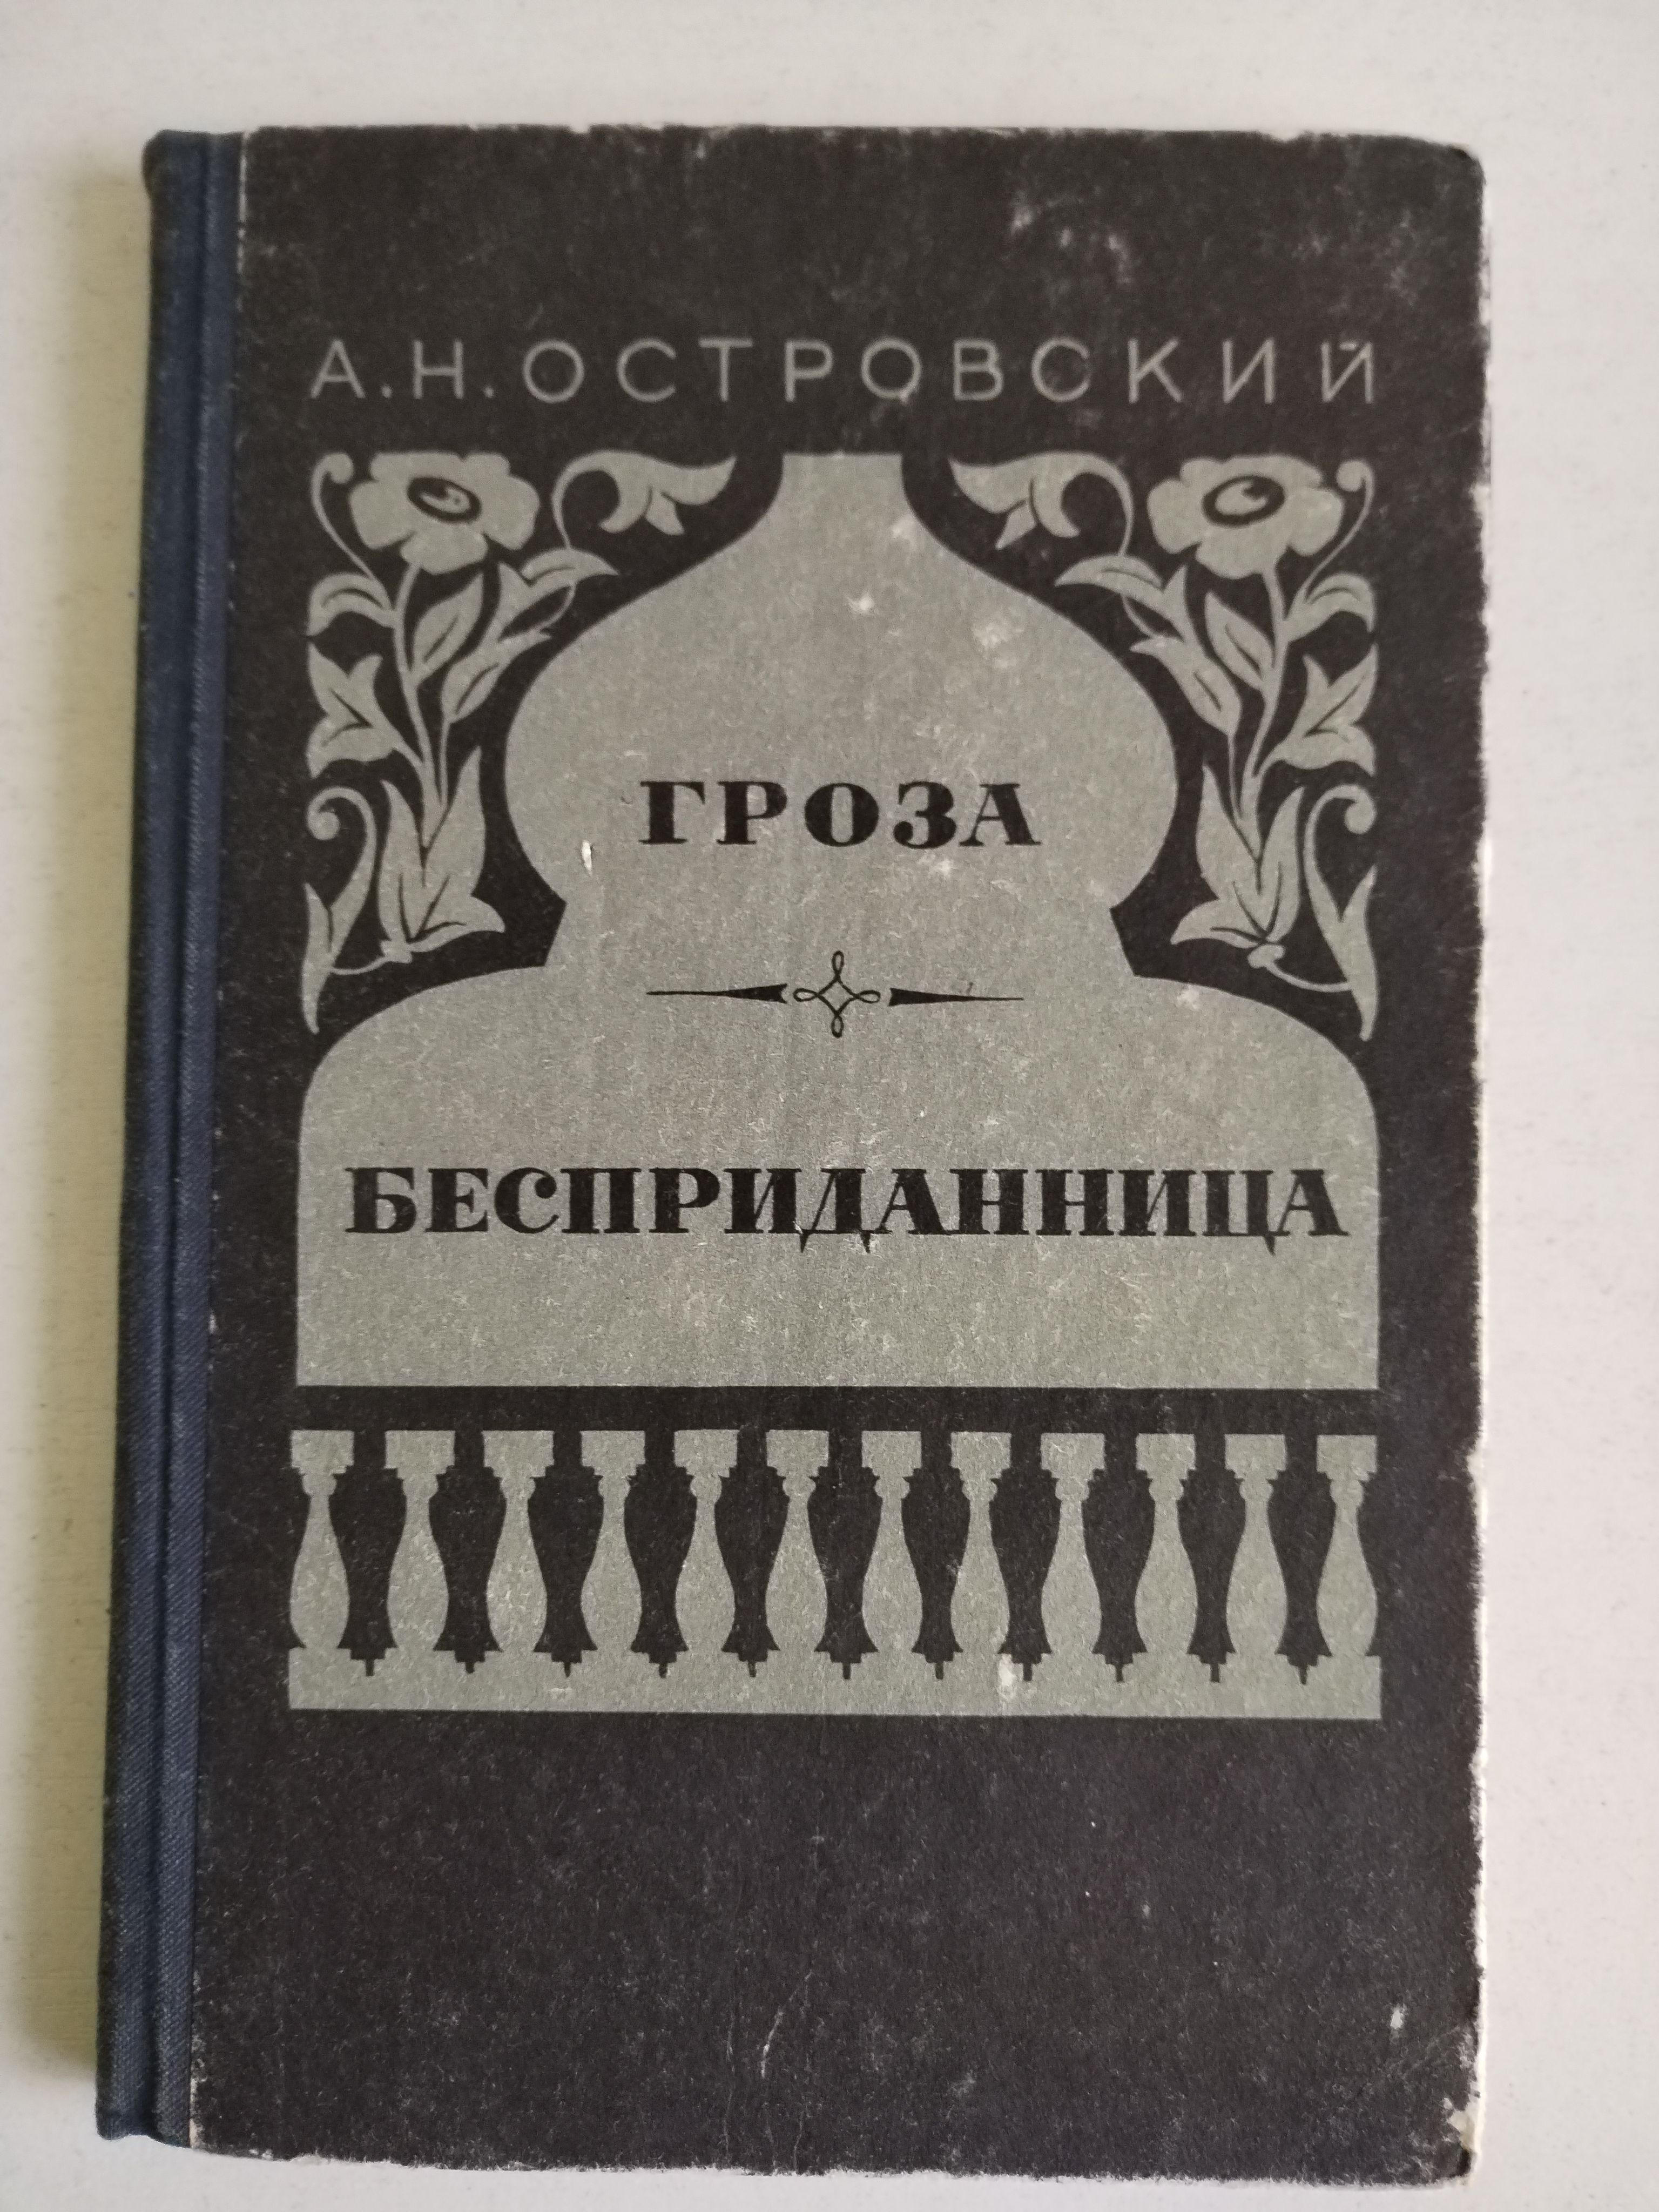 А. Н. ОСТРОВСКИЙ
ГРОЗА
БЕСПРИДАННИЦА